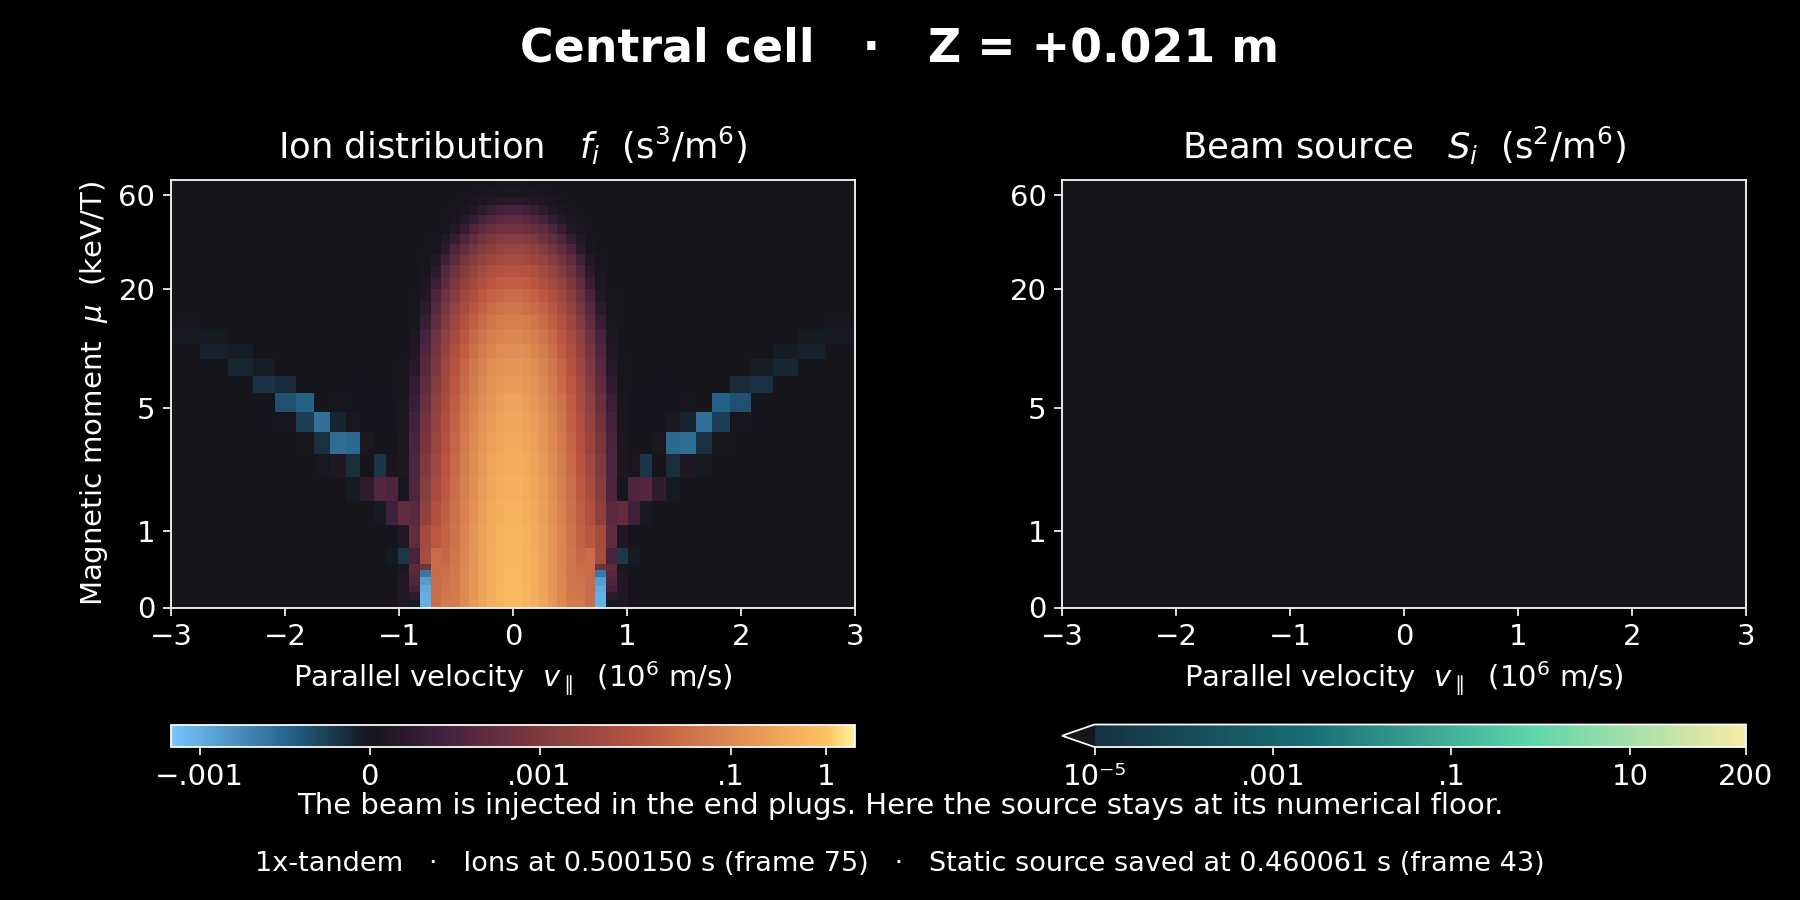 Central cell · Z = +0.021 m
Ion distribution fᵢ (s³/m⁶)
Beam source Sᵢ (s²/m⁶)
Magnetic moment μ (keV/T)
60
20
5
1
0
−3 −2 −1 0 1 2 3
Parallel velocity v∥ (10⁶ m/s)
60
20
5
1
0
−3 −2 −1 0 1 2 3
Parallel velocity v∥ (10⁶ m/s)
−.001 0 .001 .1 1
10⁻⁵ .001 .1 10 200
The beam is injected in the end plugs. Here the source stays at its numerical floor.
1x-tandem · Ions at 0.500150 s (frame 75) · Static source saved at 0.460061 s (frame 43)